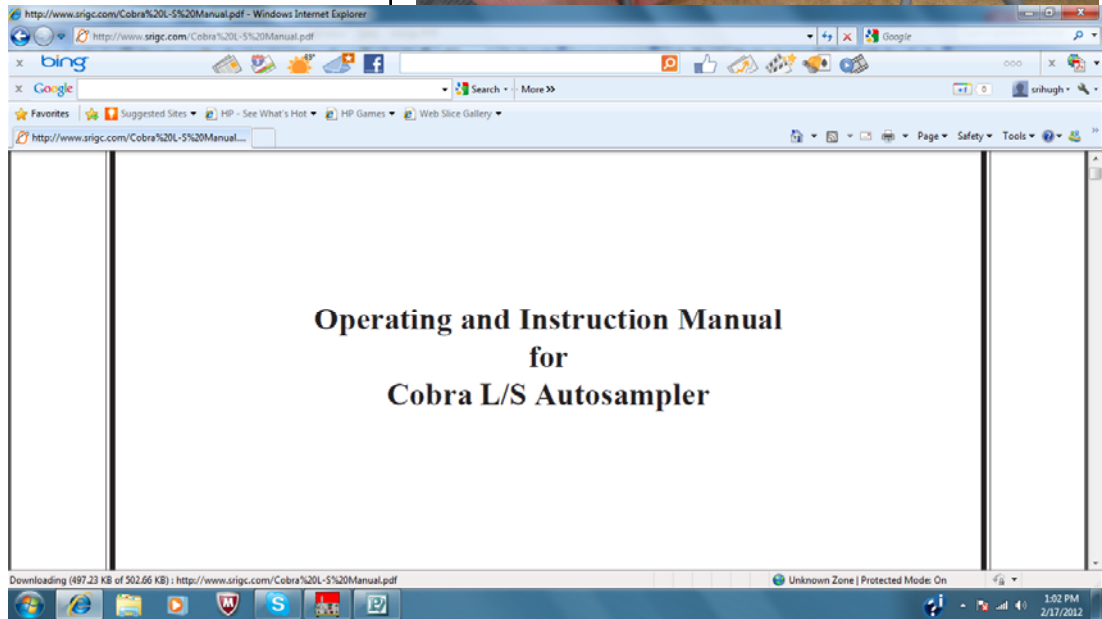 http://www.srigc.com/Cobra%20L-S%20Manual.pdf - Windows Internet Explorer
http://www.srigc.com/Cobra%20L-S%20Manual.pdf
Google
x bing
48°
x Google
Search
More >>
+1 0
srihugh
Favorites Suggested Sites HP - See What's Hot HP Games Web Slice Gallery
http://www.srigc.com/Cobra%20L-S%20Manual....
Page Safety Tools
Operating and Instruction Manual
for
Cobra L/S Autosampler
Downloading (497.23 KB of 502.66 KB) : http://www.srigc.com/Cobra%20L-S%20Manual.pdf
Unknown Zone | Protected Mode: On
1:02 PM
2/17/2012